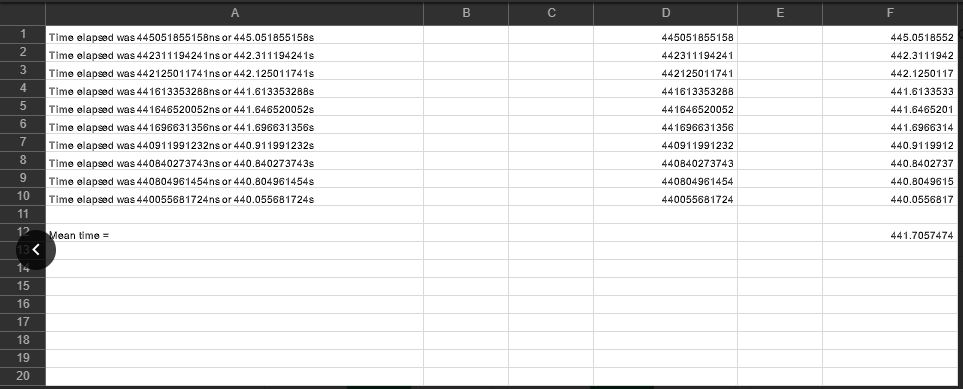 A B C D E F
1 Time elapsed was 445051855158ns or 445.051855158s 445051855158 445.0518552
2 Time elapsed was 442311194241ns or 442.311194241s 442311194241 442.3111942
3 Time elapsed was 442125011741ns or 442.125011741s 442125011741 442.1250117
4 Time elapsed was 441613353288ns or 441.613353288s 441613353288 441.6133533
5 Time elapsed was 441646520052ns or 441.646520052s 441646520052 441.6465201
6 Time elapsed was 441696631356ns or 441.696631356s 441696631356 441.6966314
7 Time elapsed was 440911991232ns or 440.911991232s 440911991232 440.9119912
8 Time elapsed was 440840273743ns or 440.840273743s 440840273743 440.8402737
9 Time elapsed was 440804961454ns or 440.804961454s 440804961454 440.8049615
10 Time elapsed was 440055681724ns or 440.055681724s 440055681724 440.0556817
11
12 Mean time = 441.7057474
13
14
15
16
17
18
19
20